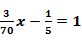 3/70 x − 1/5 = 1